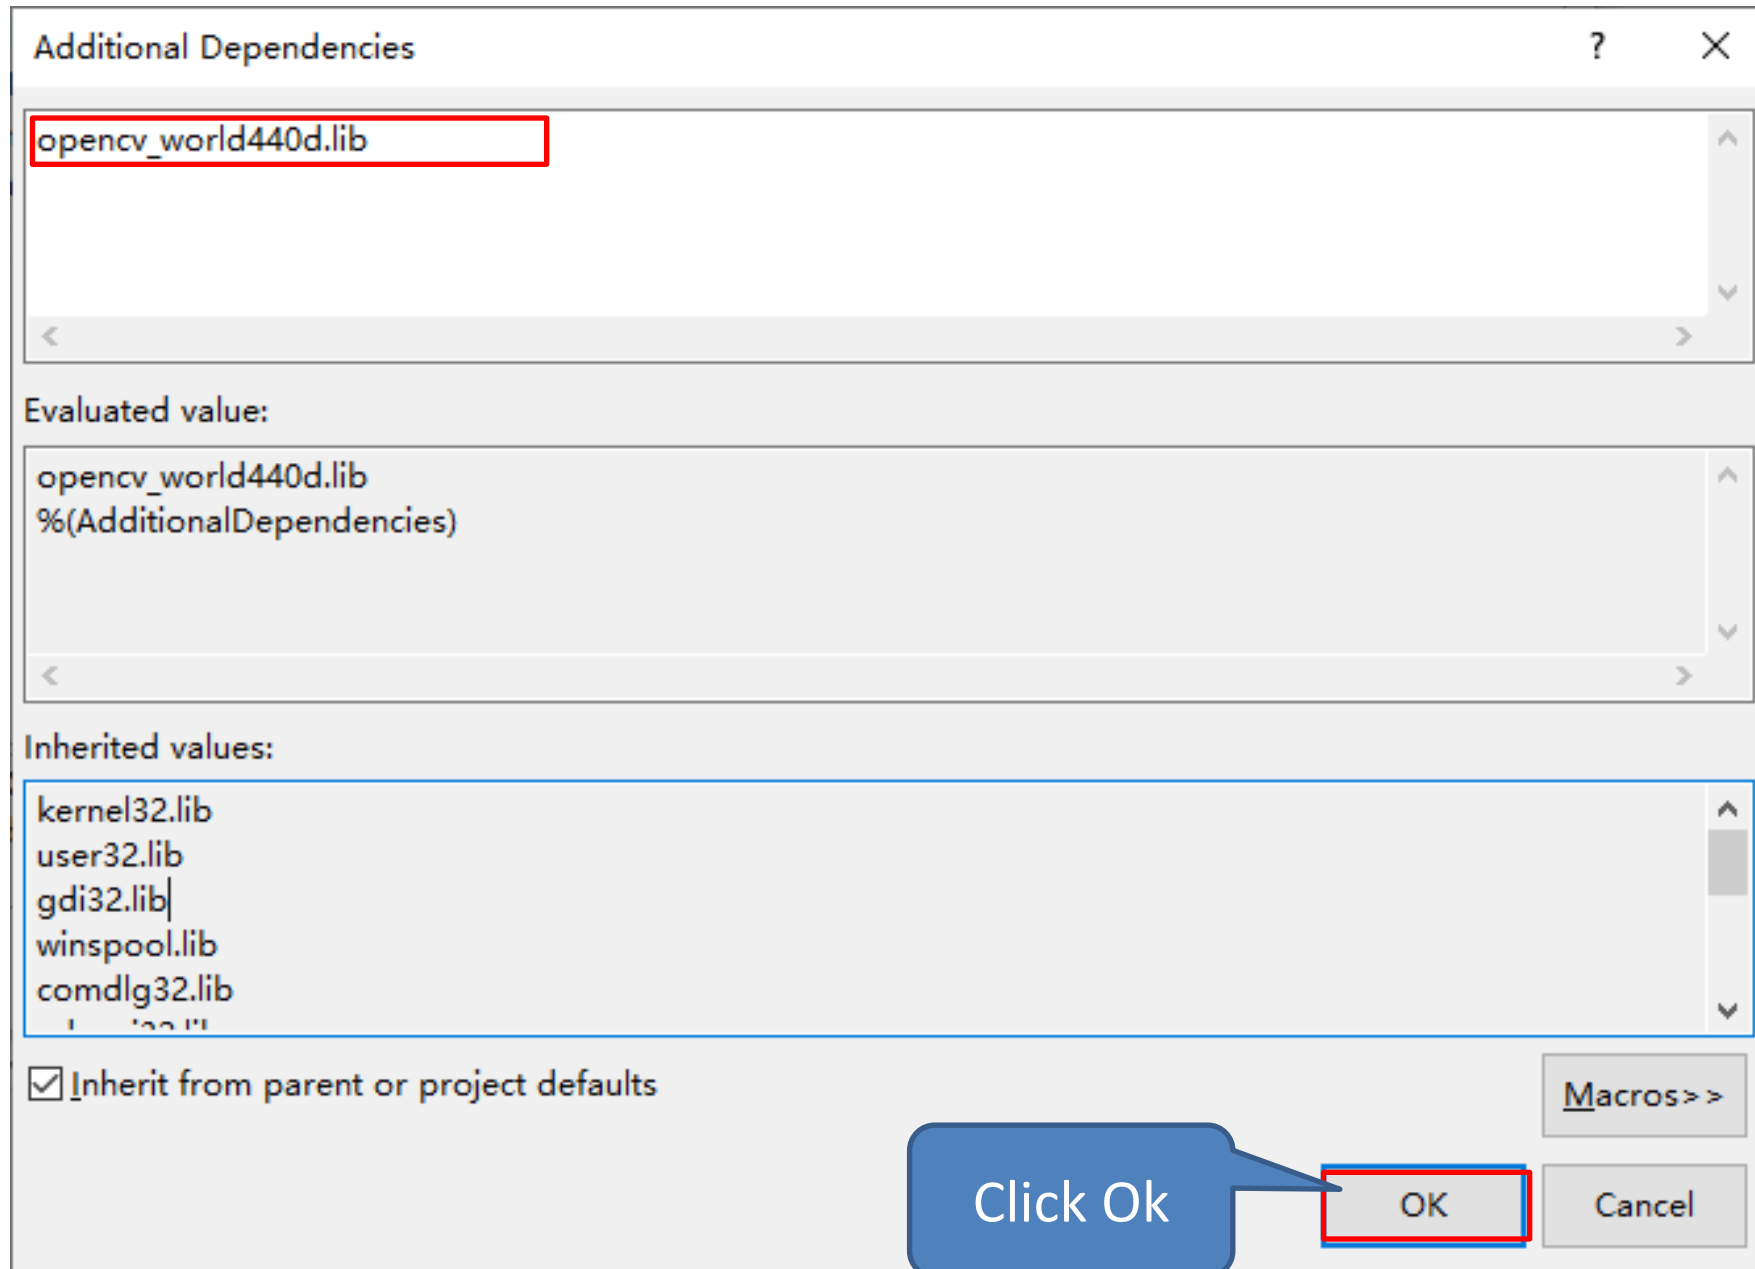 Additional Dependencies
?
opencv_world440d.lib
Evaluated value:
opencv_world440d.lib
%(AdditionalDependencies)
Inherited values:
kernel32.lib
user32.lib
gdi32.lib
winspool.lib
comdlg32.lib
Inherit from parent or project defaults
Macros>>
Click Ok
OK
Cancel